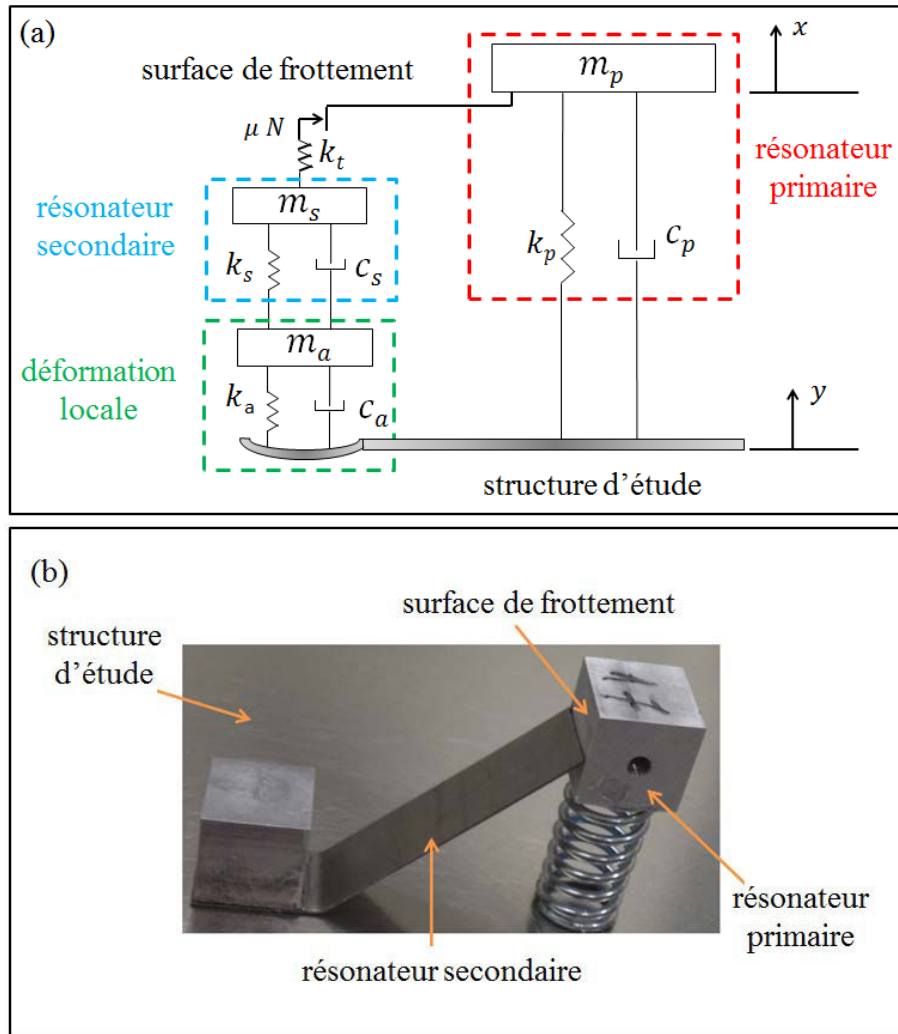 (a)
surface de frottement
μ N
k_t
m_p
x
résonateur
primaire
k_p
c_p
résonateur
secondaire
m_s
k_s
c_s
déformation
locale
m_a
k_a
c_a
y
structure d'étude
(b)
surface de frottement
structure
d'étude
résonateur secondaire
résonateur
primaire